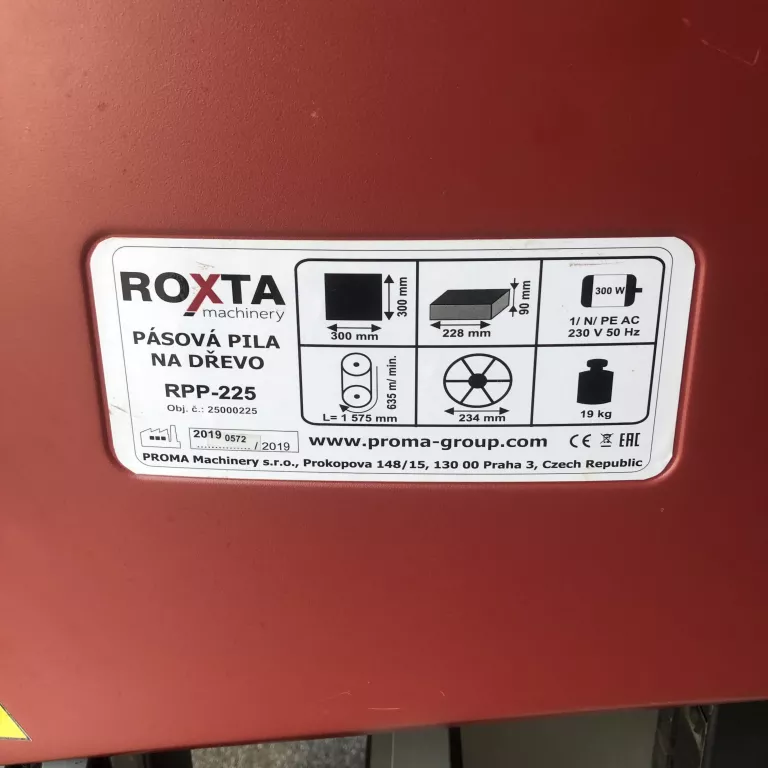 ROXTA
machinery
PÁSOVÁ PILA
NA DŘEVO
RPP-225
Obj. č.: 25000225
300 mm
300 mm
228 mm
90 mm
300 W
1/ N/ PE AC
230 V 50 Hz
L= 1 575 mm
635 m/ min.
234 mm
19 kg
2019 0572
............... / 2019
www.proma-group.com
CE EAC
PROMA Machinery s.r.o., Prokopova 148/15, 130 00 Praha 3, Czech Republic